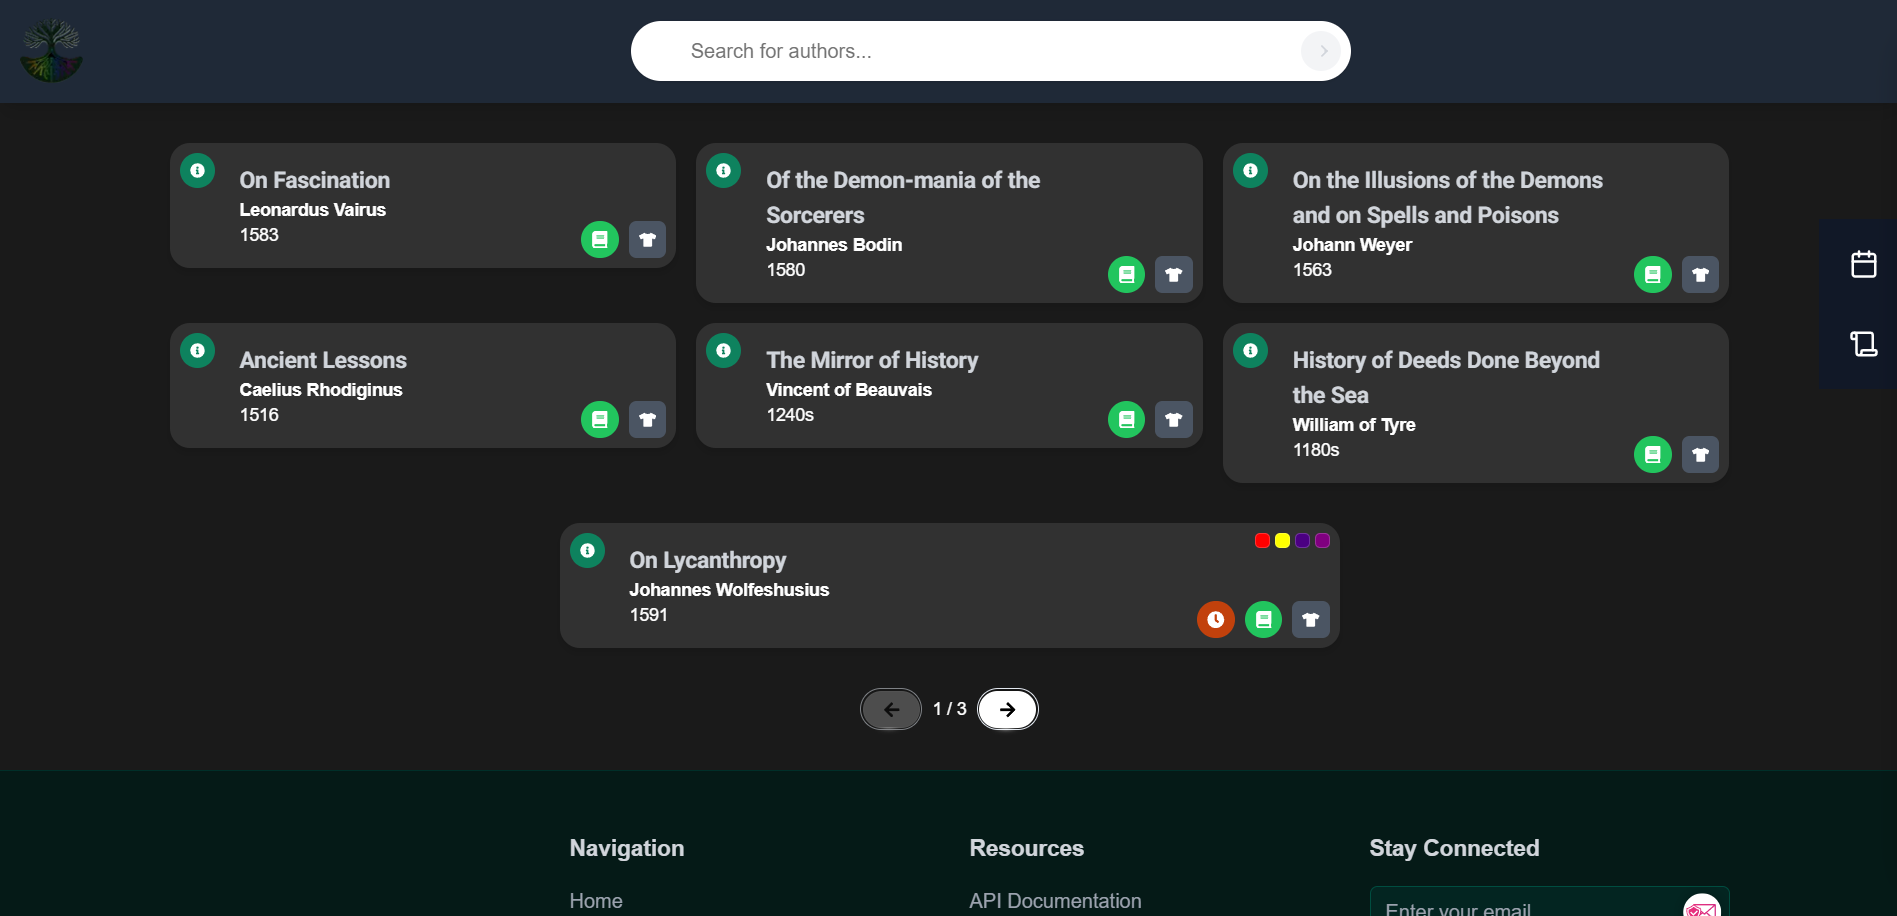 Search for authors...
On Fascination
Leonardus Vairus
1583
Of the Demon-mania of the
Sorcerers
Johannes Bodin
1580
On the Illusions of the Demons
and on Spells and Poisons
Johann Weyer
1563
Ancient Lessons
Caelius Rhodiginus
1516
The Mirror of History
Vincent of Beauvais
1240s
History of Deeds Done Beyond
the Sea
William of Tyre
1180s
On Lycanthropy
Johannes Wolfeshusius
1591
1 / 3
Navigation
Home
Resources
API Documentation
Stay Connected
Enter your email